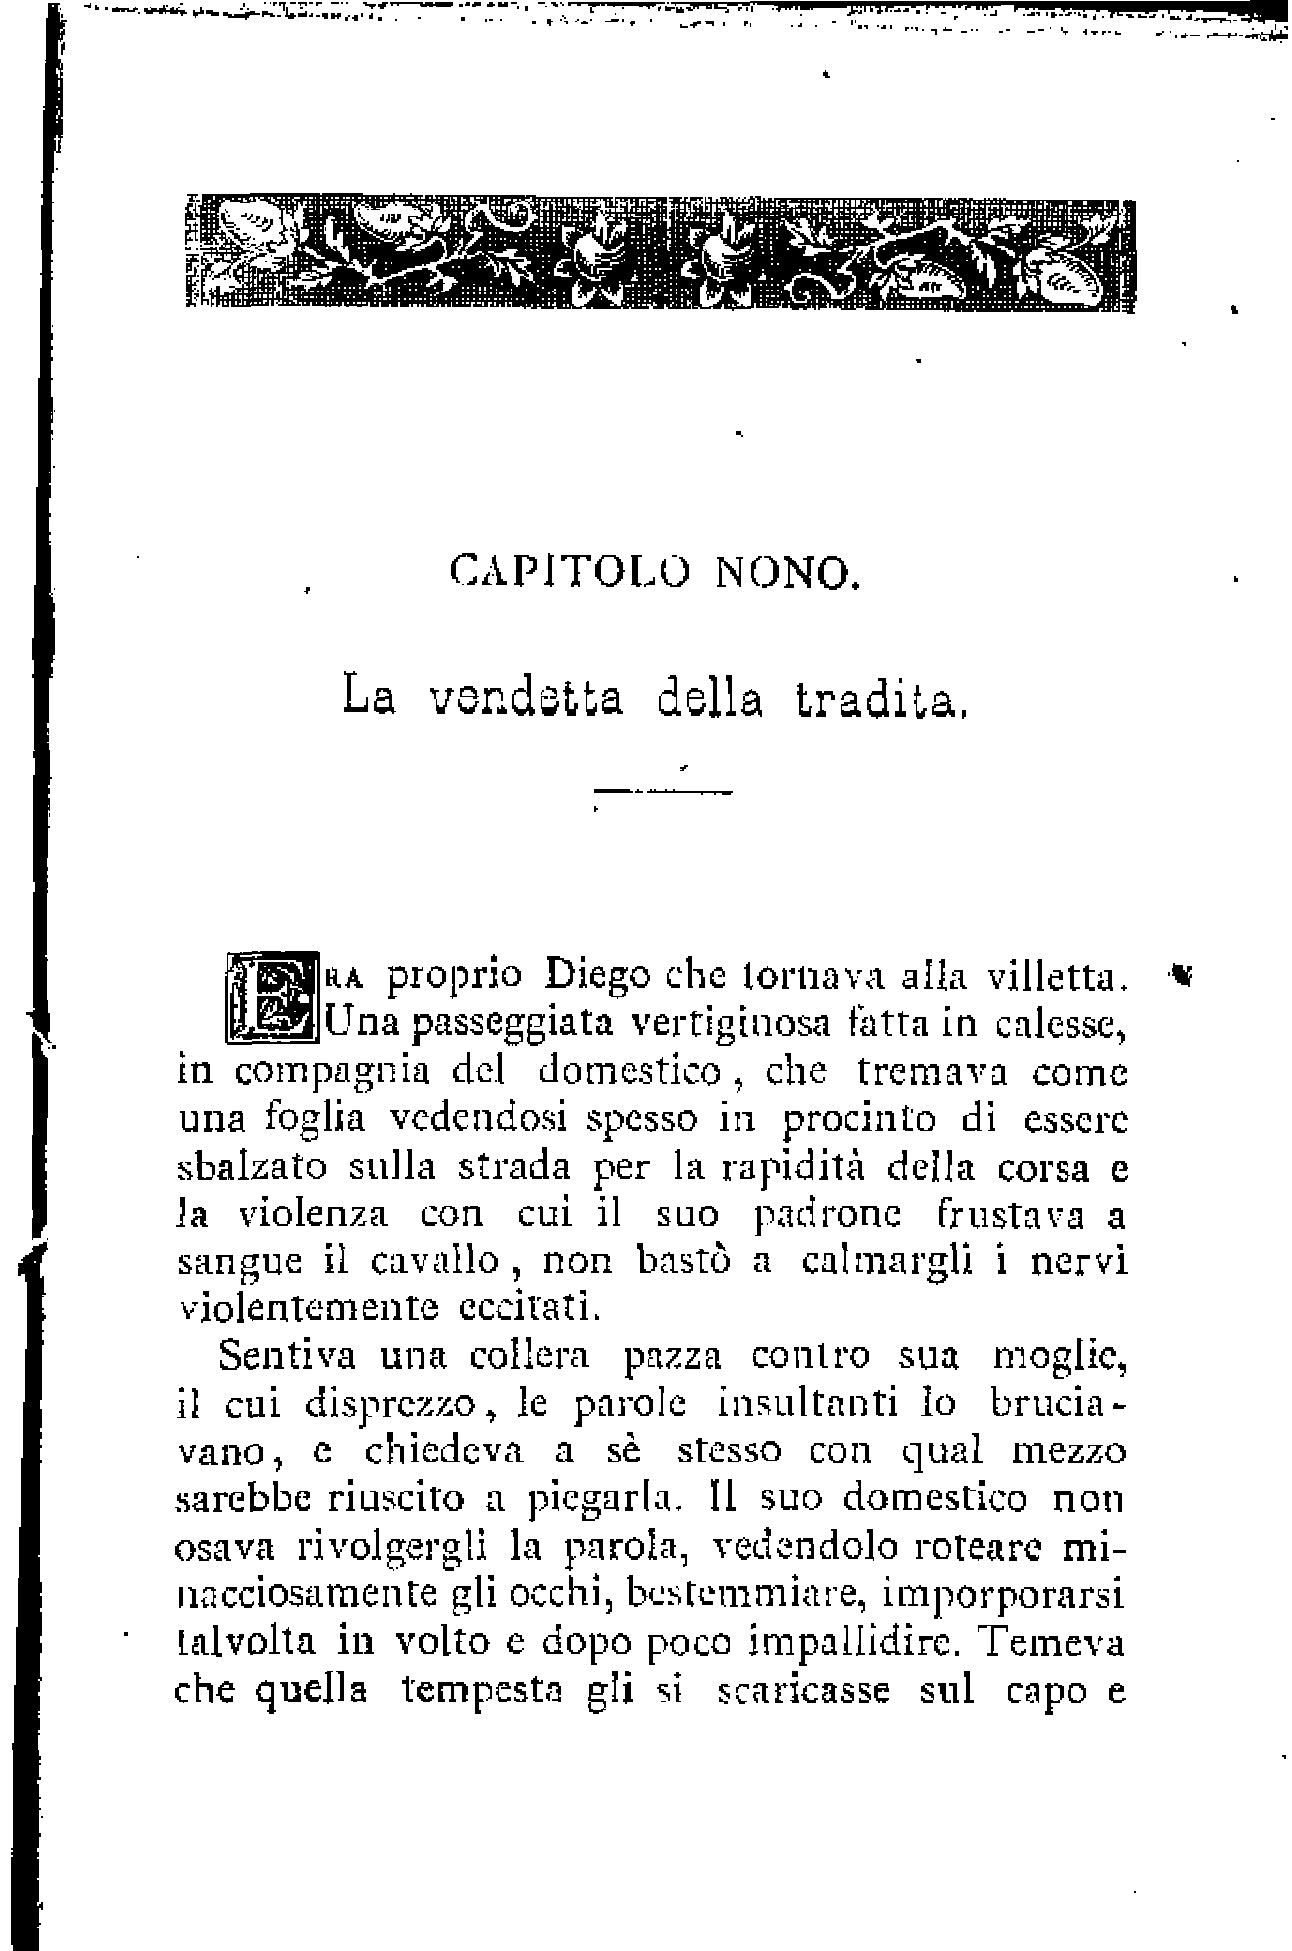 CAPITOLO NONO.
La vendetta della tradita.
ERA proprio Diego che tornava alla villetta.
Una passeggiata vertiginosa fatta in calesse,
in compagnia del domestico, che tremava come
una foglia vedendosi spesso in procinto di essere
sbalzato sulla strada per la rapidità della corsa e
la violenza con cui il suo padrone frustava a
sangue il cavallo, non bastò a calmargli i nervi
violentemente eccitati.
Sentiva una collera pazza contro sua moglie,
il cui disprezzo, le parole insultanti lo brucia-
vano, e chiedeva a sè stesso con qual mezzo
sarebbe riuscito a piegarla. Il suo domestico non
osava rivolgergli la parola, vedendolo roteare mi-
nacciosamente gli occhi, bestemmiare, imporporarsi
talvolta in volto e dopo poco impallidire. Temeva
che quella tempesta gli si scaricasse sul capo e